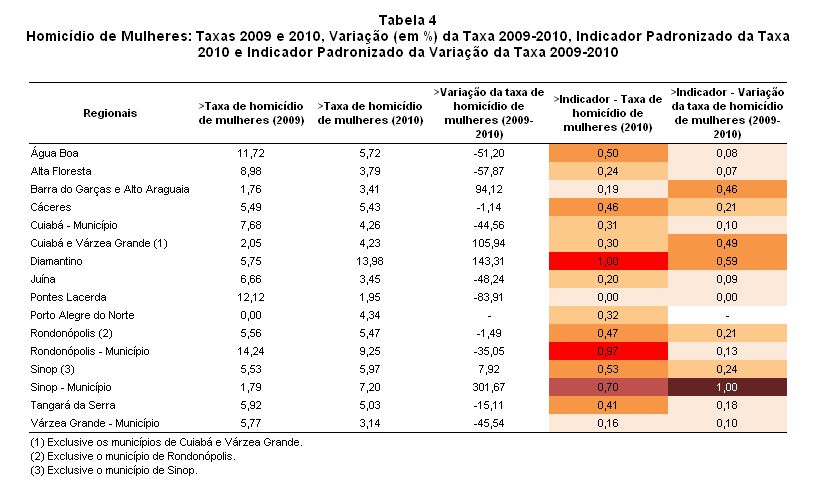 Tabela 4
Homicídio de Mulheres: Taxas 2009 e 2010, Variação (em %) da Taxa 2009-2010, Indicador Padronizado da Taxa
2010 e Indicador Padronizado da Variação da Taxa 2009-2010
Regionais >Taxa de homicídio de mulheres (2009) >Taxa de homicídio de mulheres (2010) >Variação da taxa de homicídio de mulheres (2009-2010) >Indicador - Taxa de homicídio de mulheres (2010) >Indicador - Variação da taxa de homicídio de mulheres (2009-2010)
Água Boa 11,72 5,72 -51,20 0,50 0,08
Alta Floresta 8,98 3,79 -57,87 0,24 0,07
Barra do Garças e Alto Araguaia 1,76 3,41 94,12 0,19 0,46
Cáceres 5,49 5,43 -1,14 0,46 0,21
Cuiabá - Município 7,68 4,26 -44,56 0,31 0,10
Cuiabá e Várzea Grande (1) 2,05 4,23 105,94 0,30 0,49
Diamantino 5,75 13,98 143,31 1,00 0,59
Juína 6,66 3,45 -48,24 0,20 0,09
Pontes Lacerda 12,12 1,95 -83,91 0,00 0,00
Porto Alegre do Norte 0,00 4,34 - 0,32 -
Rondonópolis (2) 5,56 5,47 -1,49 0,47 0,21
Rondonópolis - Município 14,24 9,25 -35,05 0,97 0,13
Sinop (3) 5,53 5,97 7,92 0,53 0,24
Sinop - Município 1,79 7,20 301,67 0,70 1,00
Tangará da Serra 5,92 5,03 -15,11 0,41 0,18
Várzea Grande - Município 5,77 3,14 -45,54 0,16 0,10
(1) Exclusive os municípios de Cuiabá e Várzea Grande.
(2) Exclusive o município de Rondonópolis.
(3) Exclusive o município de Sinop.